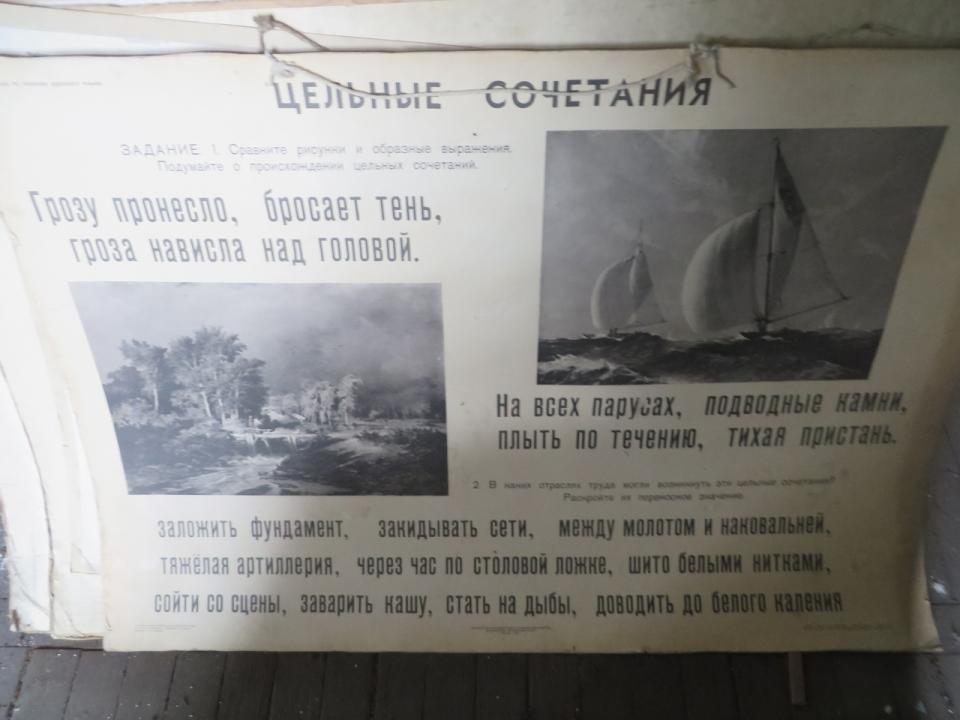 ЦЕЛЬНЫЕ СОЧЕТАНИЯ
ЗАДАНИЕ 1. Сравните рисунки и образные выражения.
Подумайте о происхождении цельных сочетаний.
Грозу пронесло, бросает тень,
гроза нависла над головой.
На всех парусах, подводные камни,
плыть по течению, тихая пристань.
2 В каких отраслях труда могли возникнуть эти цельные сочетания?
Раскройте их переносное значение.
заложить фундамент, закидывать сети, между молотом и наковальней,
тяжёлая артиллерия, через час по столовой ложке, шито белыми нитками,
сойти со сцены, заварить кашу, стать на дыбы, доводить до белого каления